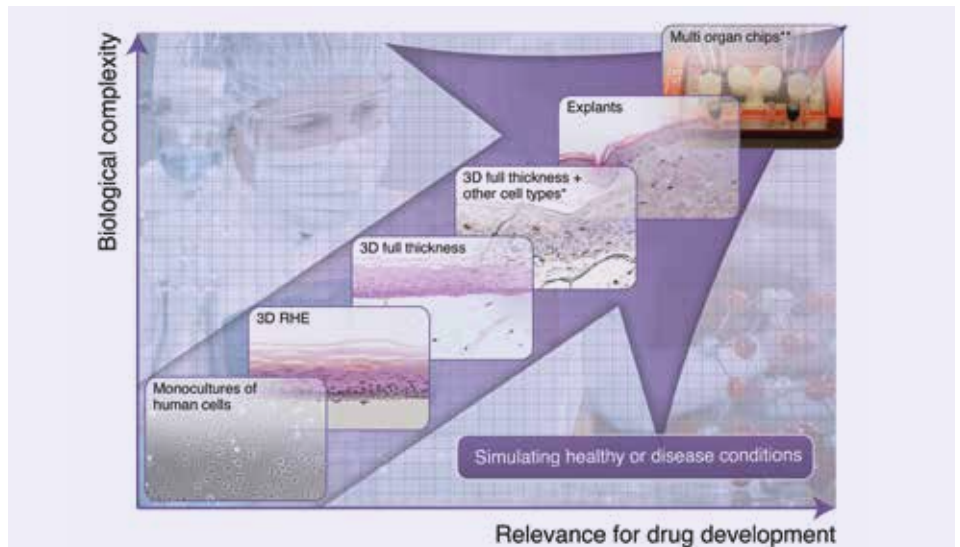 Biological complexity
Multi organ chips**
Explants
3D full thickness +
other cell types*
3D full thickness
3D RHE
Monocultures of
human cells
Simulating healthy or disease conditions
Relevance for drug development